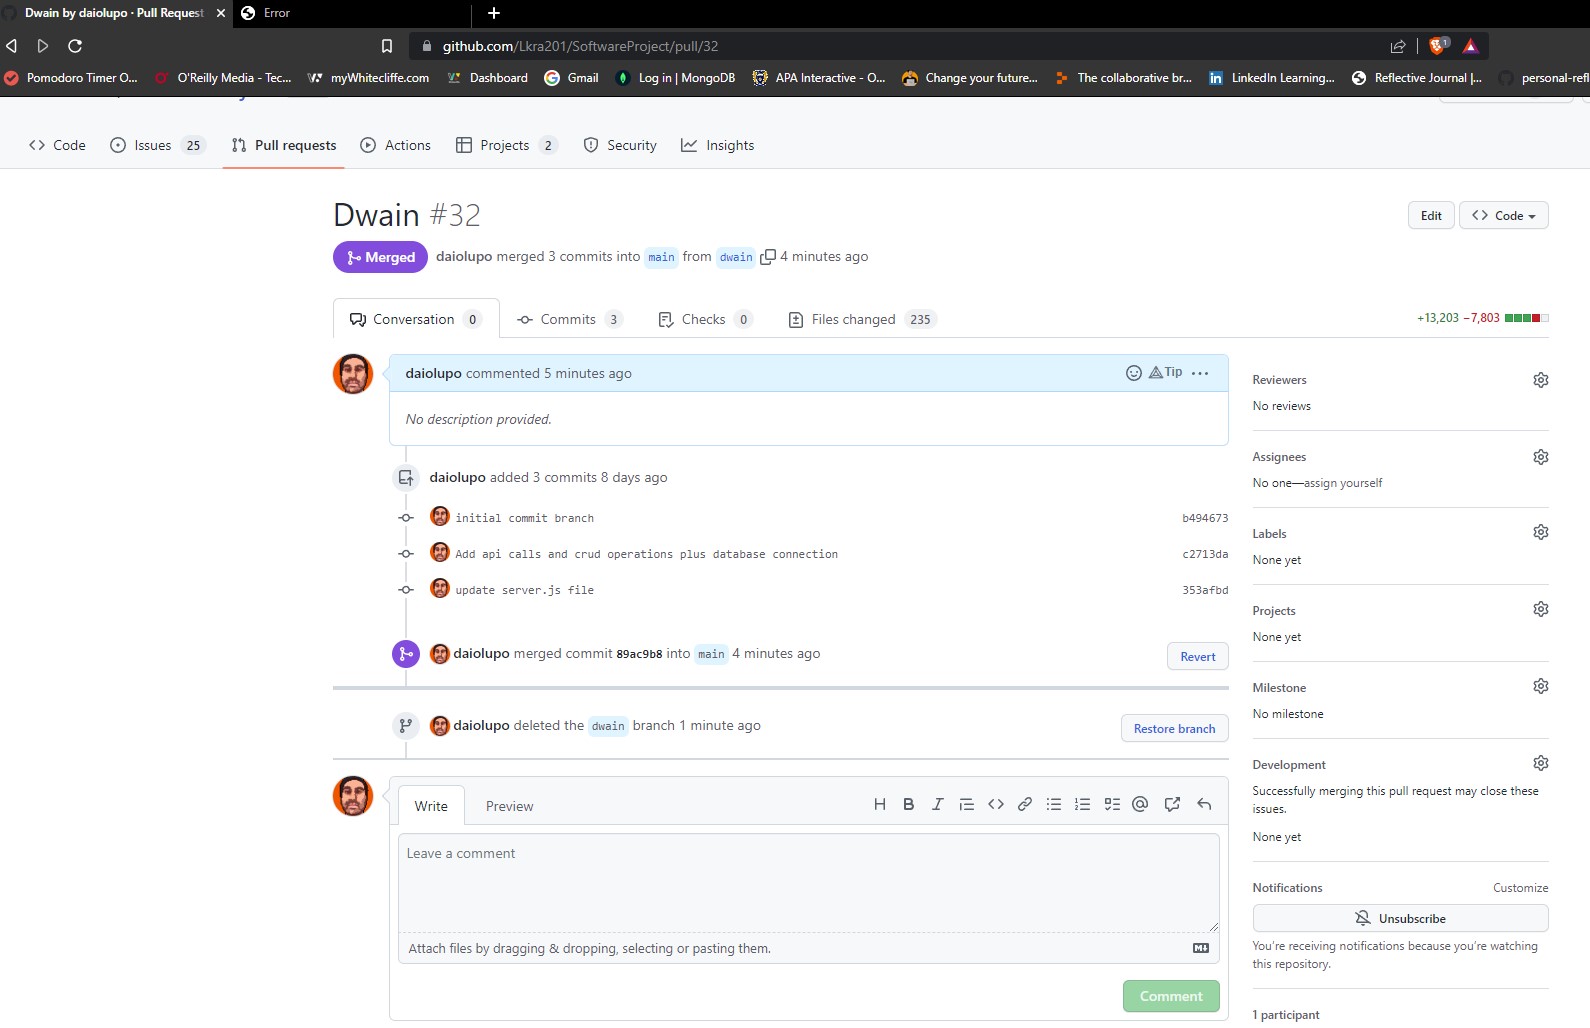 Dwain by daiolupo · Pull Request
Error
github.com/Lkra201/SoftwareProject/pull/32
1
Pomodoro Timer O...
O'Reilly Media - Tec...
myWhitecliffe.com
Dashboard
Gmail
Log in | MongoDB
APA Interactive - O...
Change your future...
The collaborative br...
LinkedIn Learning...
Reflective Journal |...
personal-refl
Code
Issues 25
Pull requests
Actions
Projects 2
Security
Insights
Dwain #32
Edit
Code
Merged
daiolupo merged 3 commits into main from dwain 4 minutes ago
Conversation 0
Commits 3
Checks 0
Files changed 235
+13,203 −7,803
daiolupo commented 5 minutes ago
Tip
No description provided.
daiolupo added 3 commits 8 days ago
initial commit branch b494673
Add api calls and crud operations plus database connection c2713da
update server.js file 353afbd
daiolupo merged commit 89ac9b8 into main 4 minutes ago
Revert
daiolupo deleted the dwain branch 1 minute ago
Restore branch
Write
Preview
Leave a comment
Attach files by dragging & dropping, selecting or pasting them.
Comment
Reviewers
No reviews
Assignees
No one—assign yourself
Labels
None yet
Projects
None yet
Milestone
No milestone
Development
Successfully merging this pull request may close these
issues.
None yet
Notifications
Customize
Unsubscribe
You're receiving notifications because you're watching
this repository.
1 participant